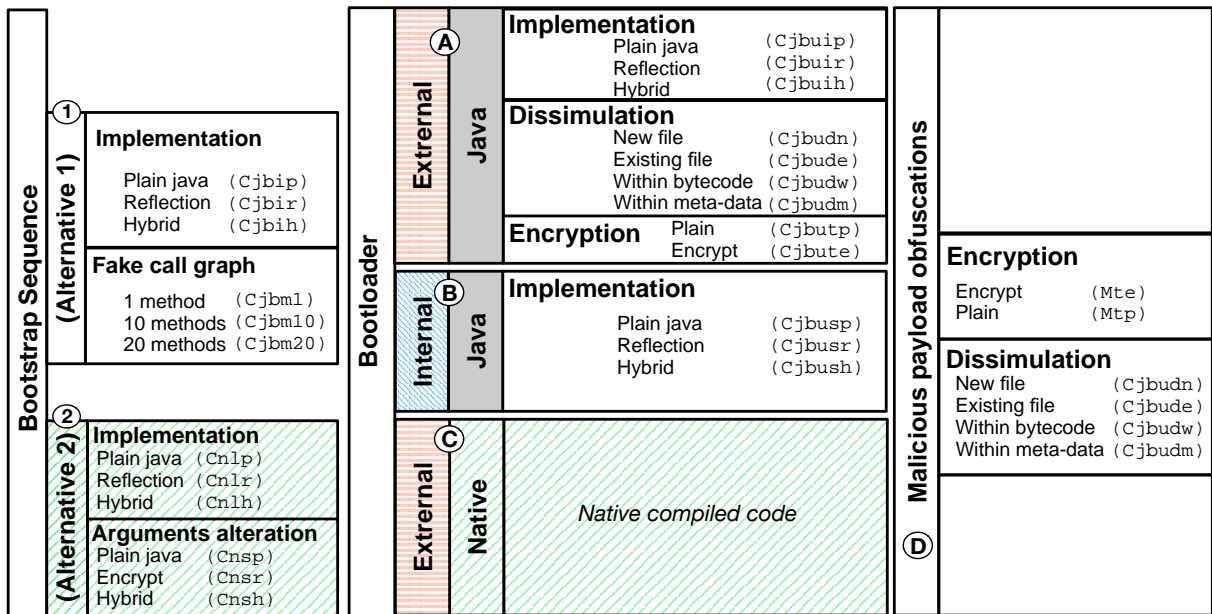 Bootstrap Sequence
1
(Alternative 1)
Implementation
Plain java (Cjbip)
Reflection (Cjbir)
Hybrid (Cjbih)
Fake call graph
1 method (Cjbm1)
10 methods (Cjbm10)
20 methods (Cjbm20)
2
(Alternative 2)
Implementation
Plain java (Cnlp)
Reflection (Cnlr)
Hybrid (Cnlh)
Arguments alteration
Plain java (Cnsp)
Encrypt (Cnsr)
Hybrid (Cnsh)
Bootloader
A
Extrernal
Java
Implementation
Plain java (Cjbuip)
Reflection (Cjbuir)
Hybrid (Cjbuih)
Dissimulation
New file (Cjbudn)
Existing file (Cjbude)
Within bytecode (Cjbudw)
Within meta-data (Cjbudm)
Encryption Plain (Cjbutp)
Encrypt (Cjbute)
B
Internal
Java
Implementation
Plain java (Cjbusp)
Reflection (Cjbusr)
Hybrid (Cjbush)
C
Extrernal
Native
Native compiled code
D
Malicious payload obfuscations
Encryption
Encrypt (Mte)
Plain (Mtp)
Dissimulation
New file (Cjbudn)
Existing file (Cjbude)
Within bytecode (Cjbudw)
Within meta-data (Cjbudm)